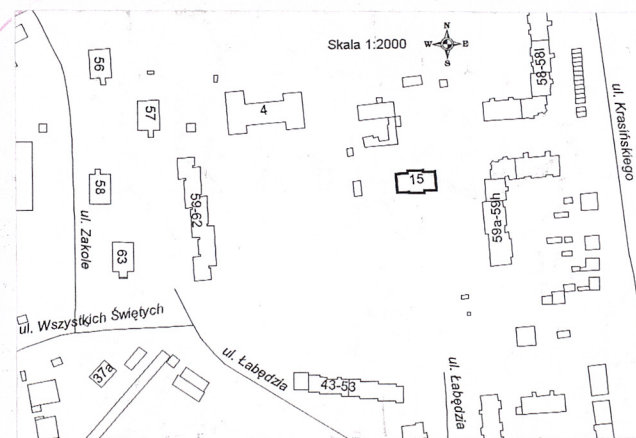 N
Skala 1:2000
W E
S
56
57
4
58-58l
ul. Krasińskiego
15
58
59-62
59a-59h
ul. Zakole
63
ul. Wszystkich Świętych
ul. Łabędzia
37a
43-53
ul. Łabędzia